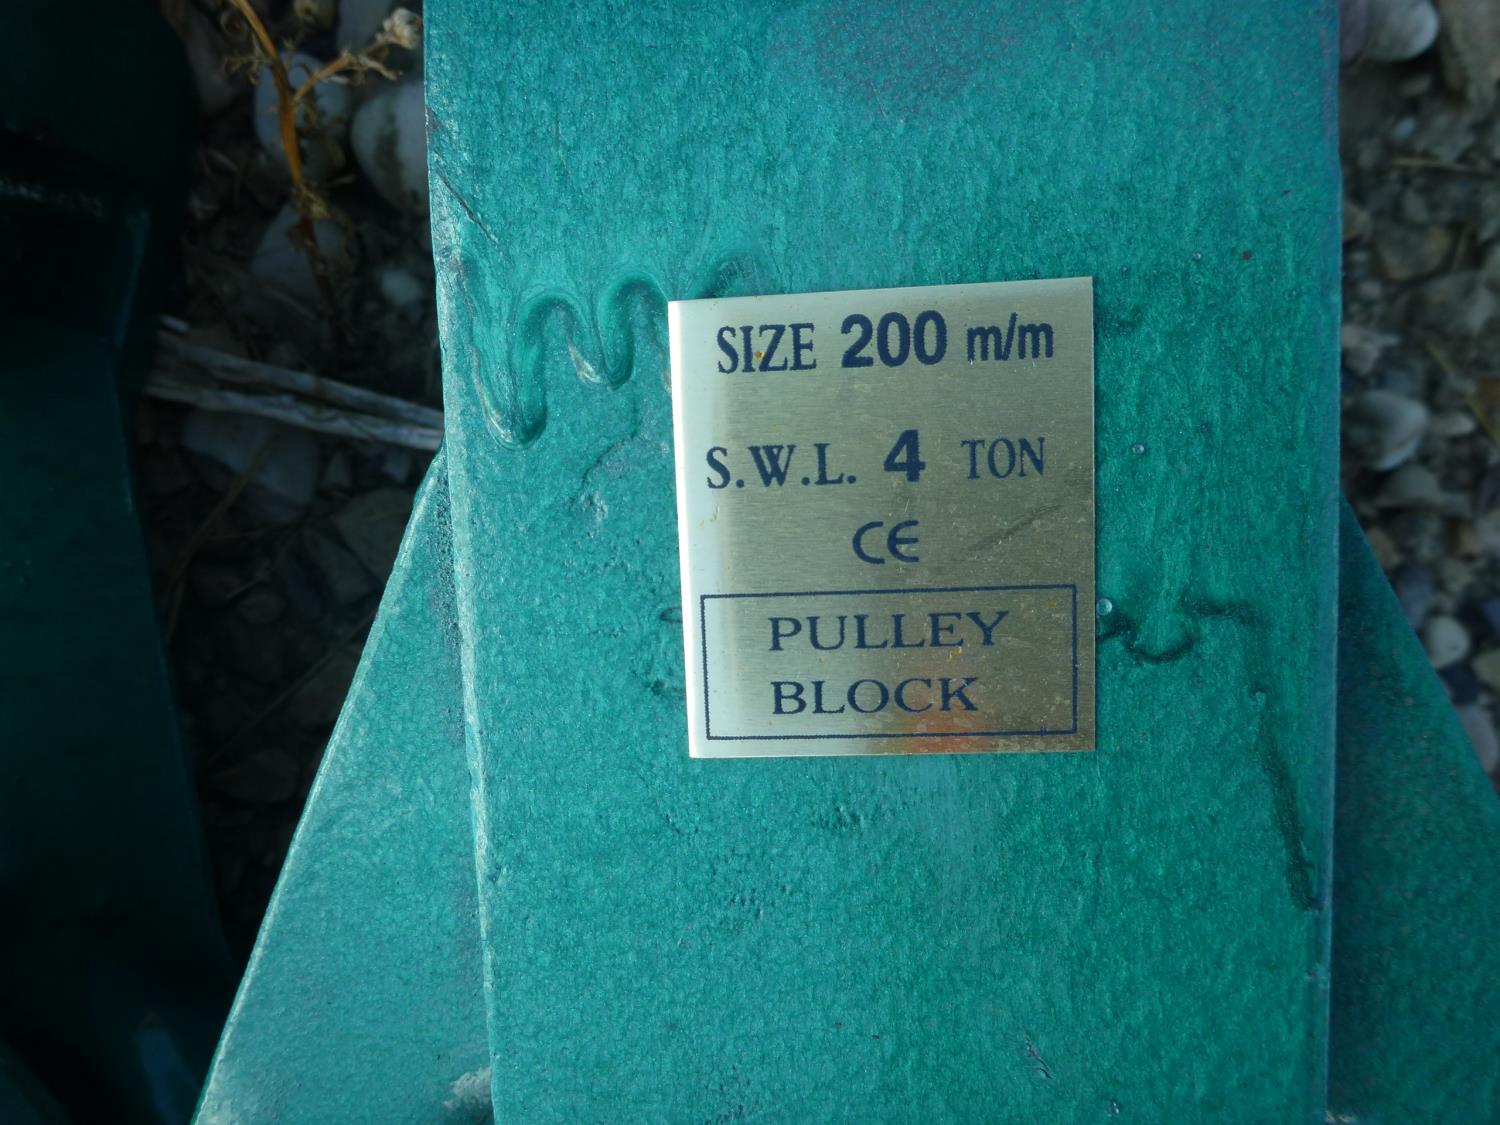 SIZE 200 m/m
S.W.L. 4 TON
CE
PULLEY
BLOCK